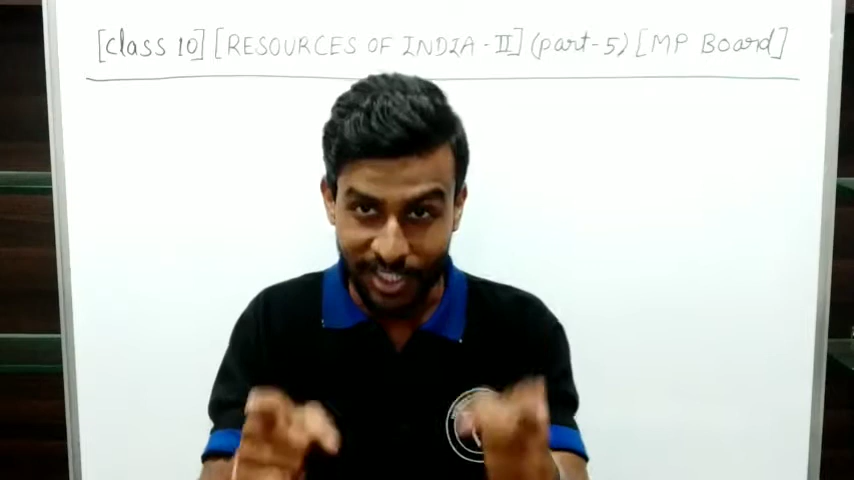 [Class 10] [RESOURCES OF INDIA - II] (part-5) [MP Board]